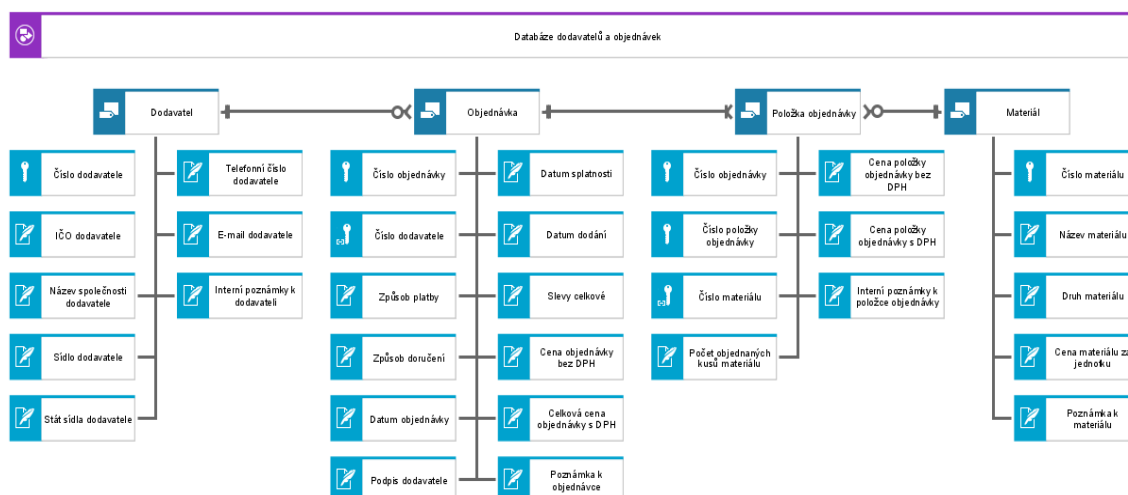 Databáze dodavatelů a objednávek
Dodavatel
Objednávka
Položka objednávky
Materiál
Číslo dodavatele
Telefonní číslo
dodavatele
IČO dodavatele
E-mail dodavatele
Název společnosti
dodavatele
Interní poznámky k
dodavateli
Sídlo dodavatele
Stát sídla dodavatele
Číslo objednávky
Datum splatnosti
Číslo dodavatele
Datum dodání
Způsob platby
Slevy celkové
Způsob doručení
Cena objednávky
bez DPH
Datum objednávky
Celková cena
objednávky s DPH
Podpis dodavatele
Poznámka k
objednávce
Číslo objednávky
Cena položky
objednávky bez
DPH
Číslo položky
objednávky
Cena položky
objednávky s DPH
Číslo materiálu
Interní poznámky k
položce objednávky
Počet objednaných
kusů materiálu
Číslo materiálu
Název materiálu
Druh materiálu
Cena materiálu za
jednotku
Poznámka k
materiálu